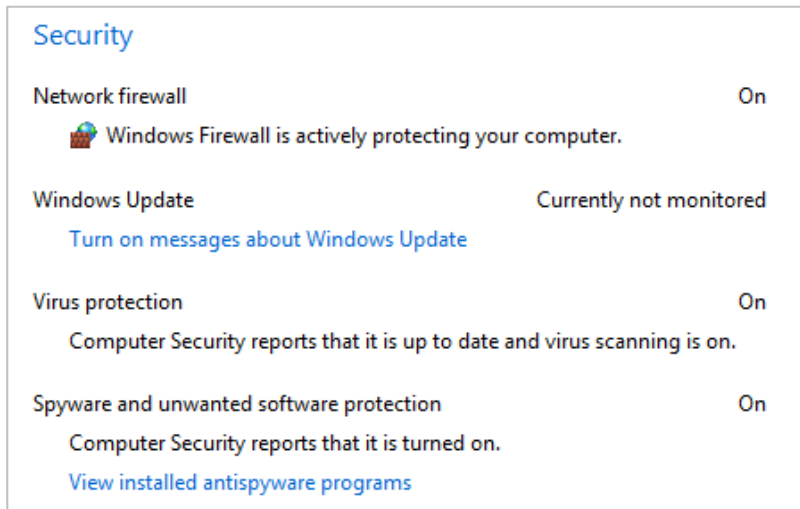 Security
Network firewall On
Windows Firewall is actively protecting your computer.
Windows Update Currently not monitored
Turn on messages about Windows Update
Virus protection On
Computer Security reports that it is up to date and virus scanning is on.
Spyware and unwanted software protection On
Computer Security reports that it is turned on.
View installed antispyware programs